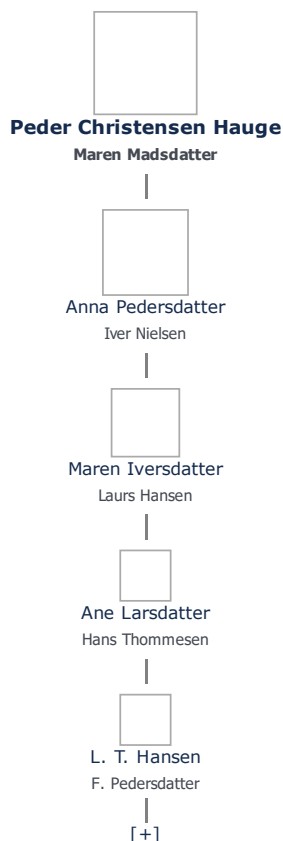 Peder Christensen Hauge
Maren Madsdatter
Anna Pedersdatter
Iver Nielsen
Maren Iversdatter
Laurs Hansen
Ane Larsdatter
Hans Thommesen
L. T. Hansen
F. Pedersdatter
[+]